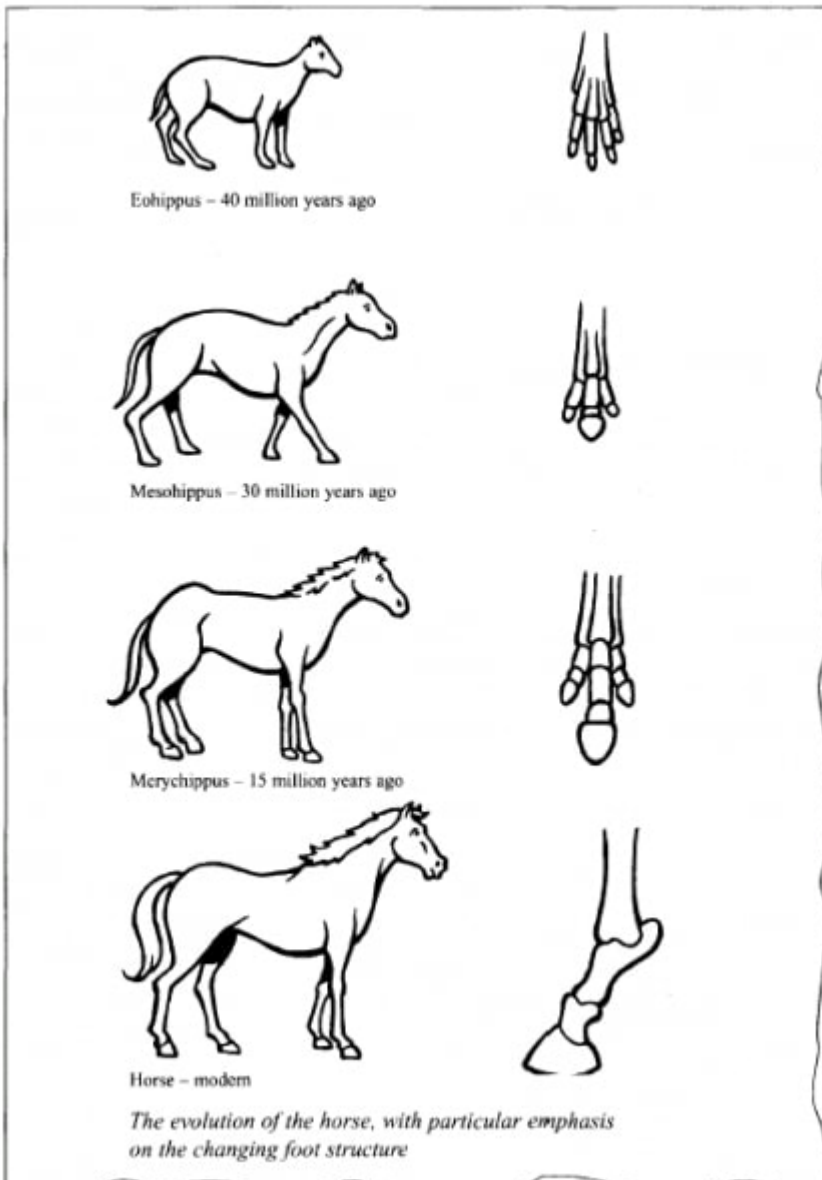 Eohippus – 40 million years ago
Mesohippus – 30 million years ago
Merychippus – 15 million years ago
Horse – modern
The evolution of the horse, with particular emphasis
on the changing foot structure